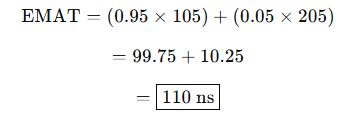 EMAT = (0.95 × 105) + (0.05 × 205)
= 99.75 + 10.25
= 110 ns